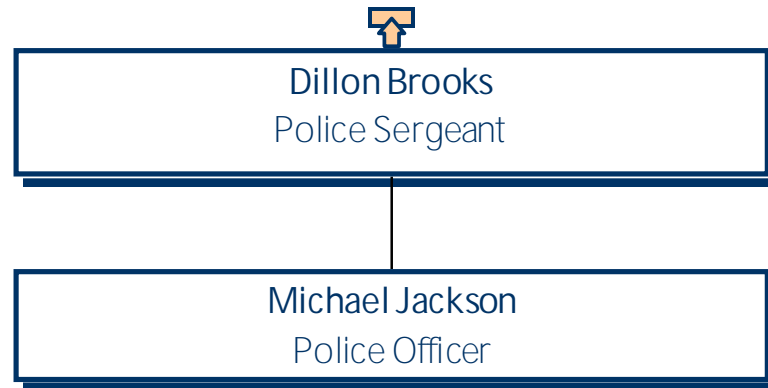 Dillon Brooks
Police Sergeant
Michael Jackson
Police Officer